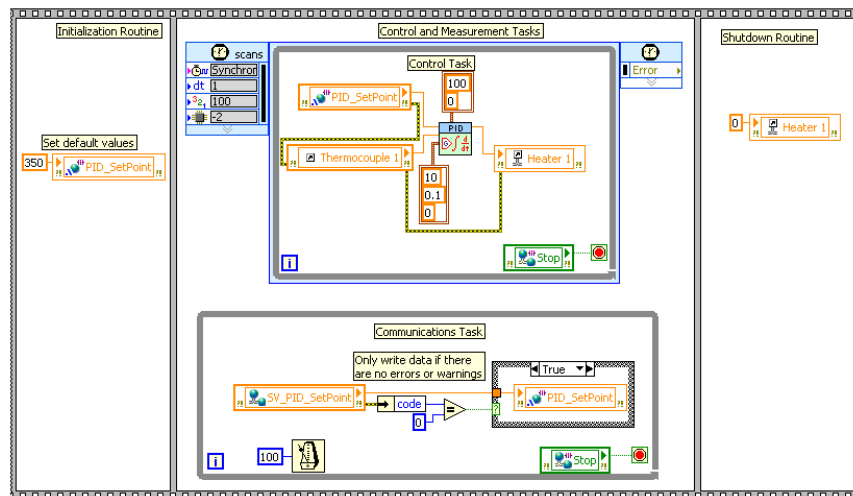 Initialization Routine
Set default values
350
PID_SetPoint
Control and Measurement Tasks
scans
Synchron
dt
1
100
-2
Control Task
PID_SetPoint
100
0
PID
Thermocouple 1
10
0.1
0
Heater 1
Error
i
Stop
Communications Task
Only write data if there
are no errors or warnings
True
SV_PID_SetPoint
code
0
=
?
PID_SetPoint
i
100
Stop
Shutdown Routine
0
Heater 1